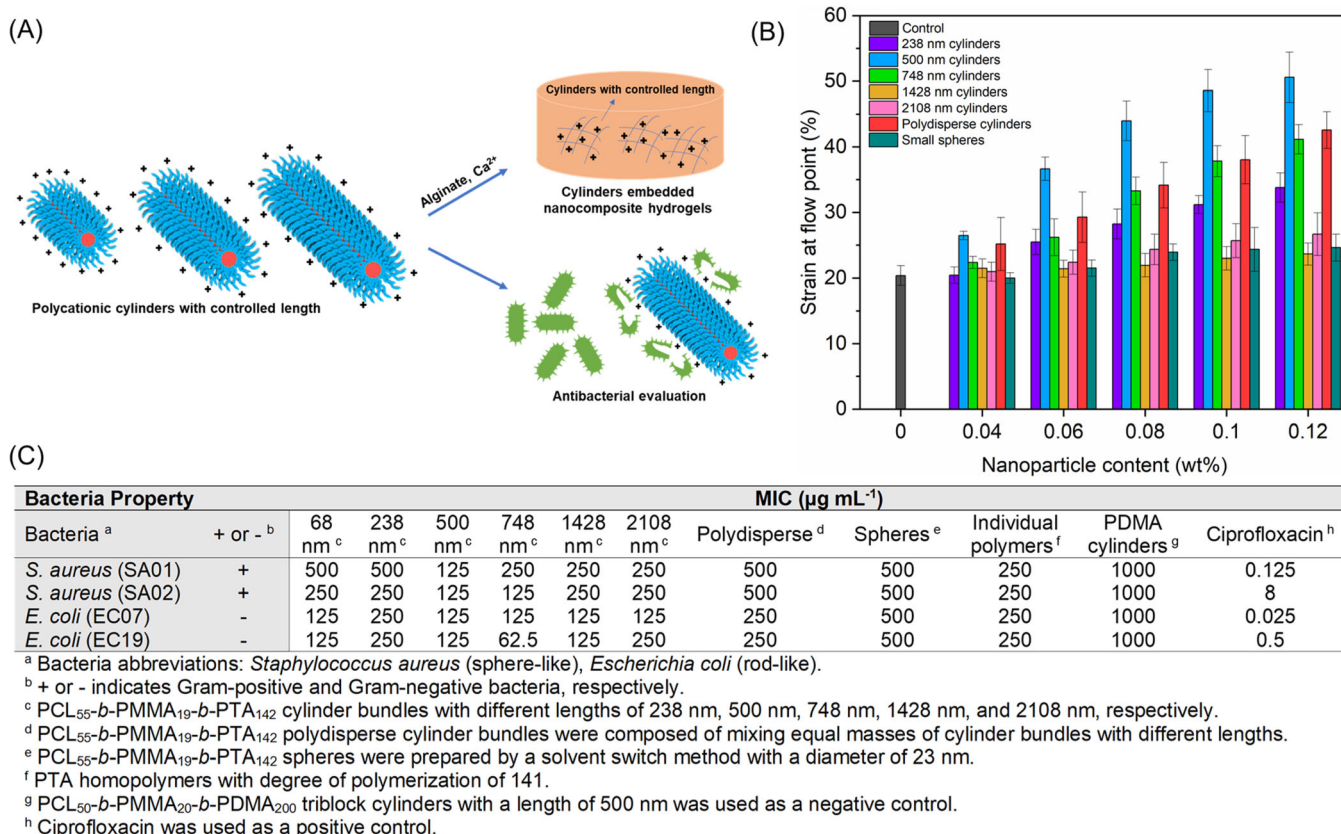 (A)
Polycationic cylinders with controlled length
Alginate, Ca²⁺
Cylinders with controlled length
Cylinders embedded
nanocomposite hydrogels
Antibacterial evaluation
(B)
Strain at flow point (%)
60
50
40
30
20
10
0
Control
238 nm cylinders
500 nm cylinders
748 nm cylinders
1428 nm cylinders
2108 nm cylinders
Polydisperse cylinders
Small spheres
0 0.04 0.06 0.08 0.1 0.12
Nanoparticle content (wt%)
(C)
Bacteria Property MIC (µg mL⁻¹)
Bacteria ᵃ + or - ᵇ 68 nm ᶜ 238 nm ᶜ 500 nm ᶜ 748 nm ᶜ 1428 nm ᶜ 2108 nm ᶜ Polydisperse ᵈ Spheres ᵉ Individual polymers ᶠ PDMA cylinders ᵍ Ciprofloxacin ʰ
S. aureus (SA01) + 500 500 125 250 250 250 500 500 250 1000 0.125
S. aureus (SA02) + 250 250 125 125 250 250 500 500 250 1000 8
E. coli (EC07) - 125 250 125 125 125 125 250 500 250 1000 0.025
E. coli (EC19) - 125 250 125 62.5 125 250 250 500 250 1000 0.5
ᵃ Bacteria abbreviations: Staphylococcus aureus (sphere-like), Escherichia coli (rod-like).
ᵇ + or - indicates Gram-positive and Gram-negative bacteria, respectively.
ᶜ PCL₅₅-b-PMMA₁₉-b-PTA₁₄₂ cylinder bundles with different lengths of 238 nm, 500 nm, 748 nm, 1428 nm, and 2108 nm, respectively.
ᵈ PCL₅₅-b-PMMA₁₉-b-PTA₁₄₂ polydisperse cylinder bundles were composed of mixing equal masses of cylinder bundles with different lengths.
ᵉ PCL₅₅-b-PMMA₁₉-b-PTA₁₄₂ spheres were prepared by a solvent switch method with a diameter of 23 nm.
ᶠ PTA homopolymers with degree of polymerization of 141.
ᵍ PCL₅₀-b-PMMA₂₀-b-PDMA₂₀₀ triblock cylinders with a length of 500 nm was used as a negative control.
ʰ Ciprofloxacin was used as a positive control.